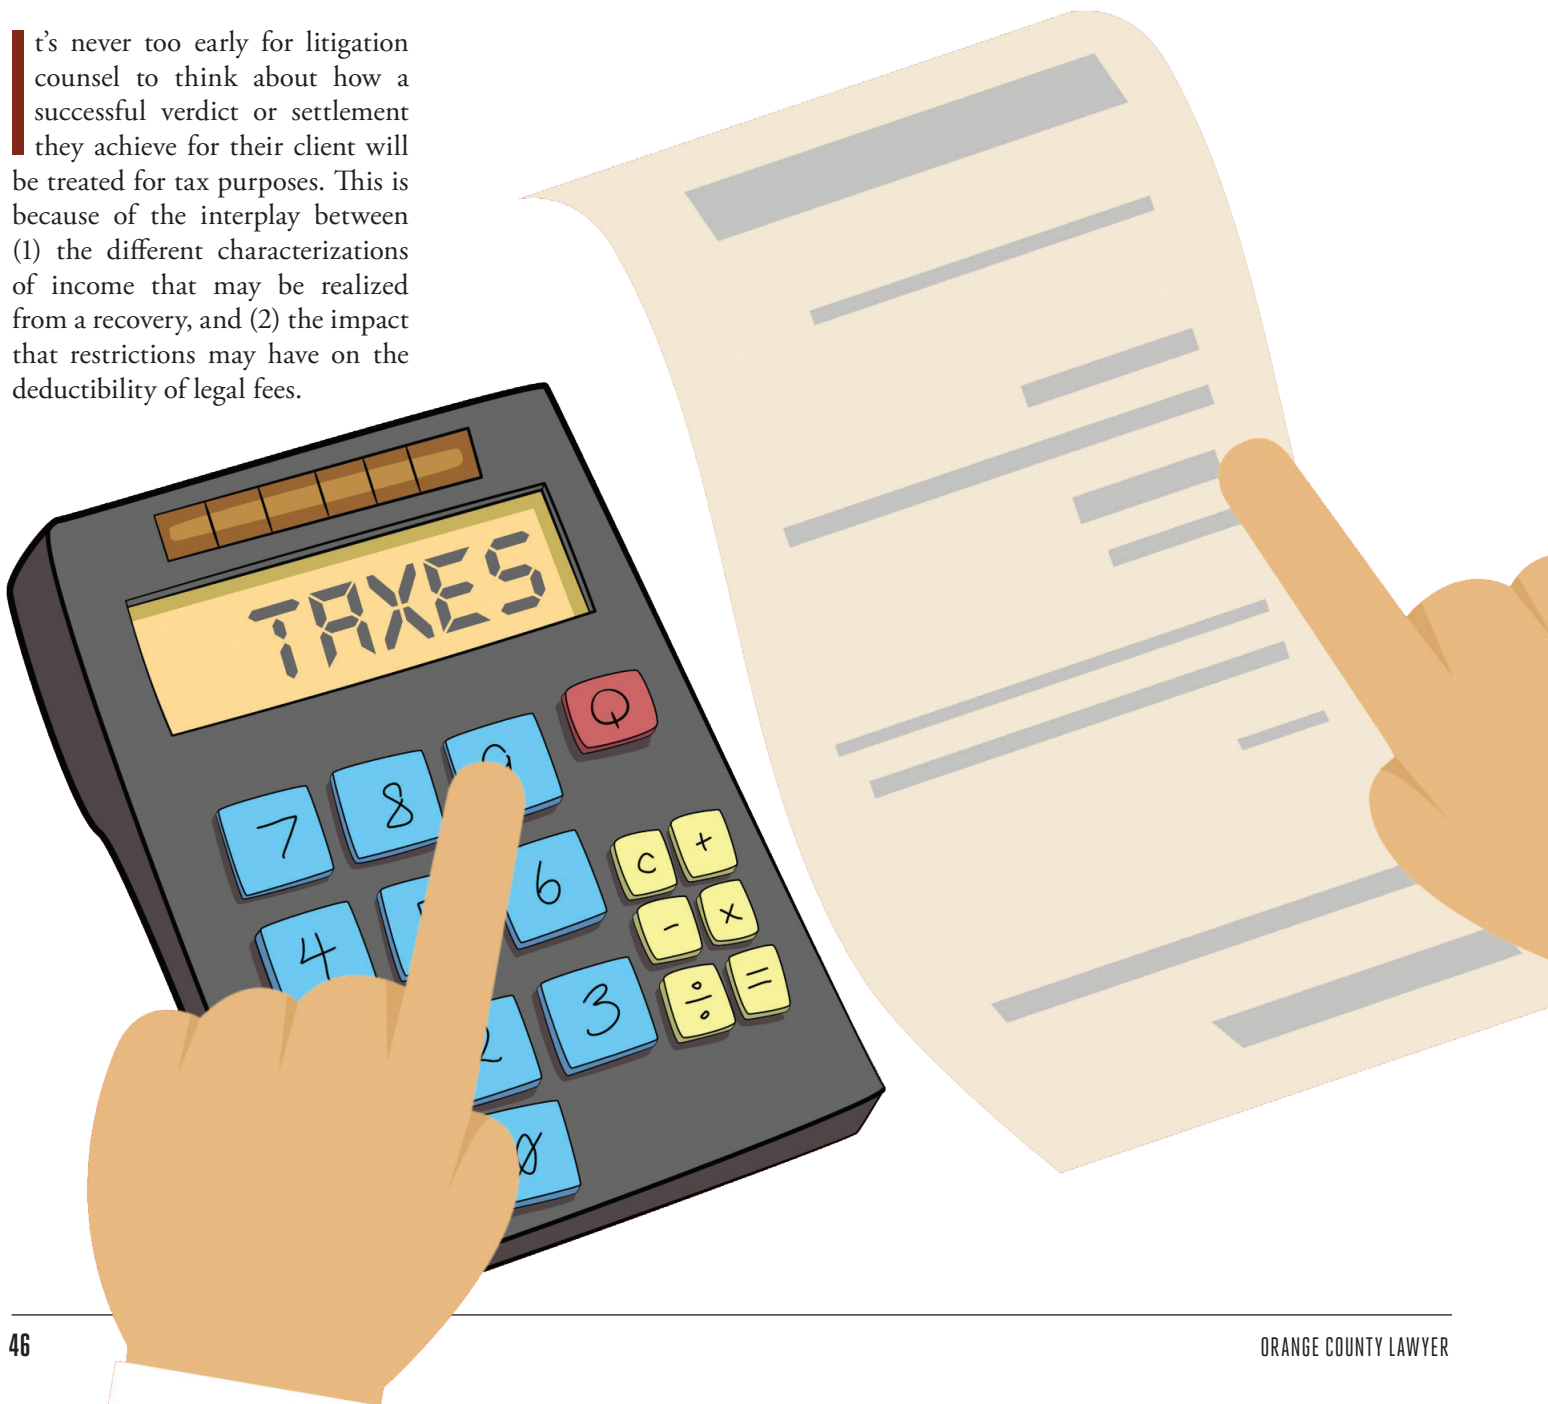 It’s never too early for litigation
counsel to think about how a
successful verdict or settlement
they achieve for their client will
be treated for tax purposes. This is
because of the interplay between
(1) the different characterizations
of income that may be realized
from a recovery, and (2) the impact
that restrictions may have on the
deductibility of legal fees.
TAXES
7 8 9
4 6 C +
- x
2 3 ÷ =
0
46
ORANGE COUNTY LAWYER